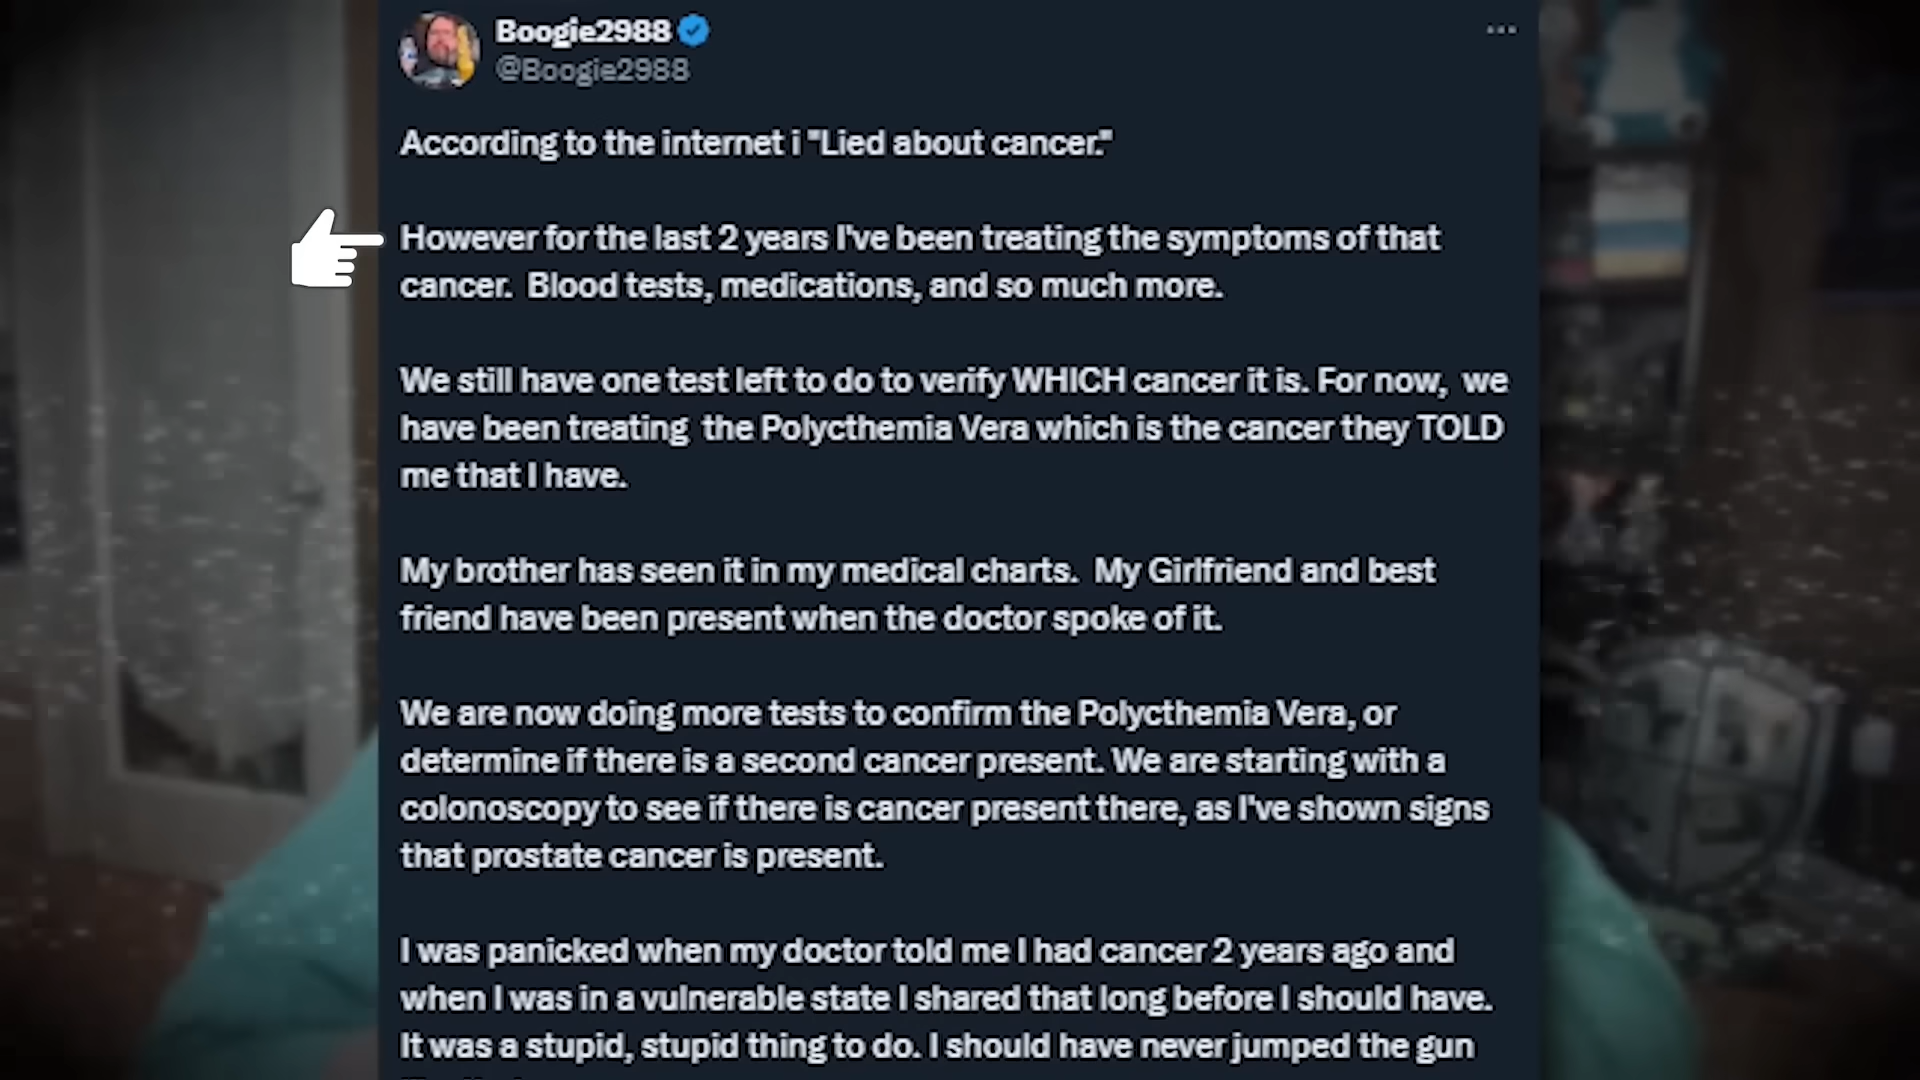 Boogie2988
@Boogie2988
According to the internet i "Lied about cancer."
However for the last 2 years I've been treating the symptoms of that
cancer.  Blood tests, medications, and so much more.
We still have one test left to do to verify WHICH cancer it is. For now,  we
have been treating  the Polycthemia Vera which is the cancer they TOLD
me that I have.
My brother has seen it in my medical charts.  My Girlfriend and best
friend have been present when the doctor spoke of it.
We are now doing more tests to confirm the Polycthemia Vera, or
determine if there is a second cancer present. We are starting with a
colonoscopy to see if there is cancer present there, as I've shown signs
that prostate cancer is present.
I was panicked when my doctor told me I had cancer 2 years ago and
when I was in a vulnerable state I shared that long before I should have.
It was a stupid, stupid thing to do. I should have never jumped the gun